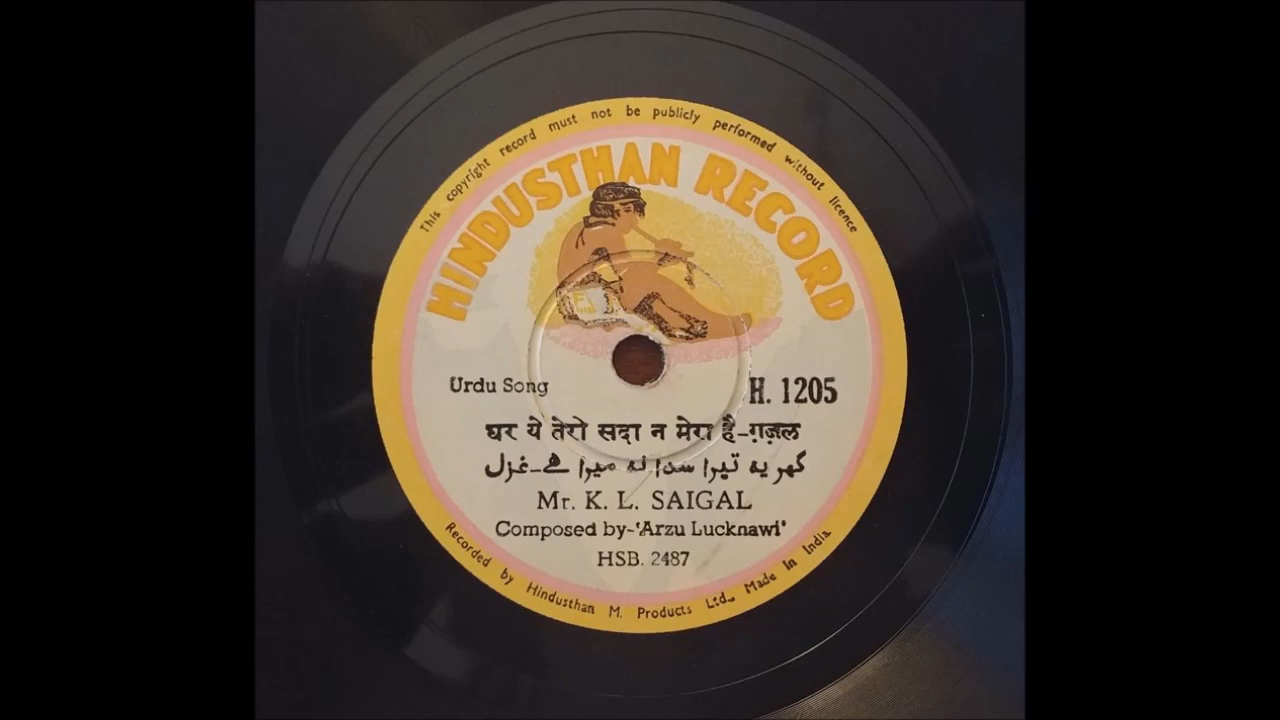 This copyright record must not be publicly performed without licence
HINDUSTHAN RECORD
Urdu Song
H. 1205
घर ये तेरो सदा न मेरा है-ग़ज़ल
گھر یہ تیرا سدا نہ میرا ہے-غزل
Mr. K. L. SAIGAL
Composed by-'Arzu Lucknawi'
HSB. 2487
Recorded by Hindusthan M. Products Ltd., Made In India